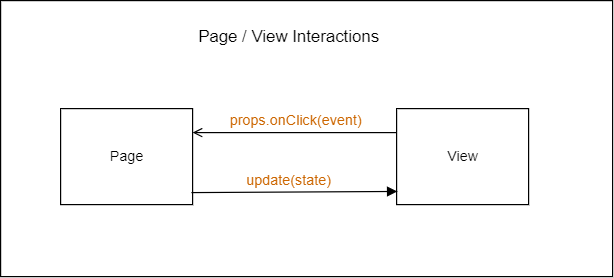 Page / View Interactions
props.onClick(event)
Page
View
update(state)